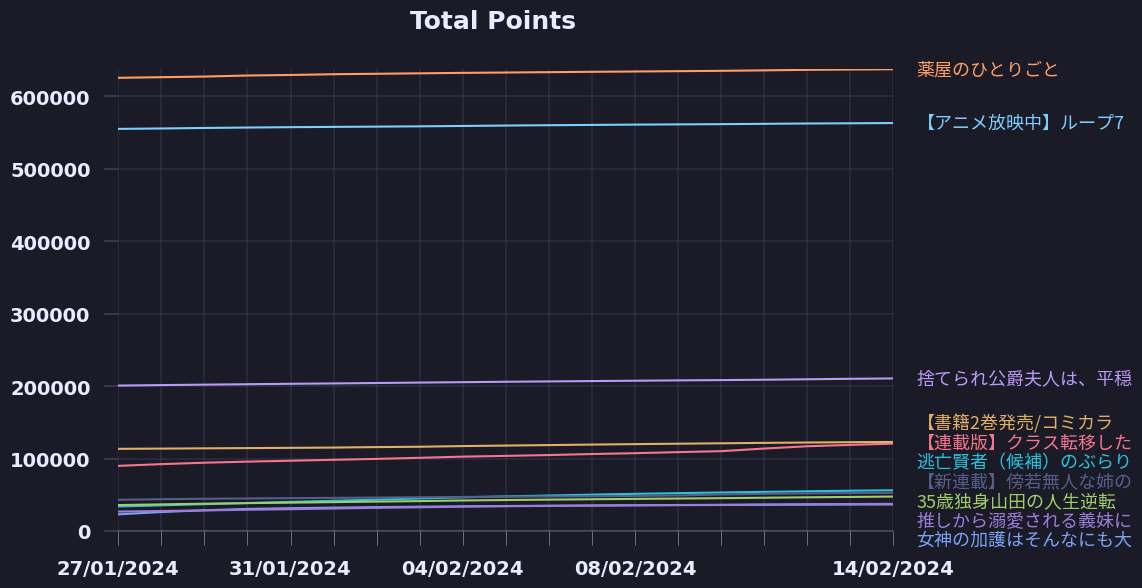 Total Points
600000
500000
400000
300000
200000
100000
0
27/01/2024
31/01/2024
04/02/2024
08/02/2024
14/02/2024
薬屋のひとりごと
【アニメ放映中】ループ7
捨てられ公爵夫人は、平穏
【書籍2巻発売/コミカラ
【連載版】クラス転移した
逃亡賢者（候補）のぶらり
【新連載】傍若無人な姉の
35歳独身山田の人生逆転
推しから溺愛される義妹に
女神の加護はそんなにも大